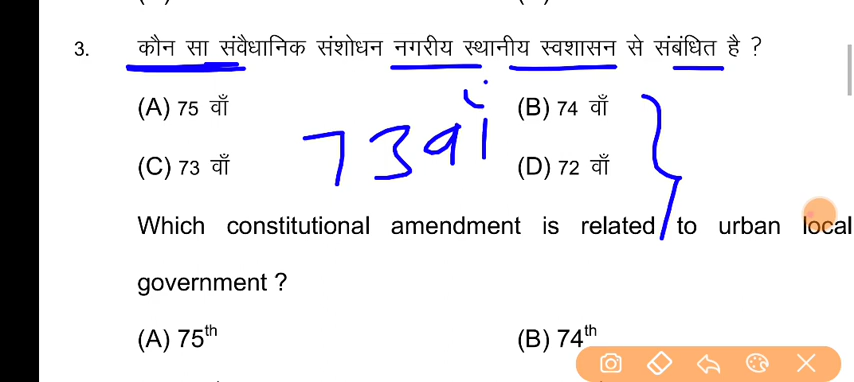 3. कौन सा संवैधानिक संशोधन नगरीय स्थानीय स्वशासन से संबंधित है ?
(A) 75 वाँ (B) 74 वाँ
73वाँ
(C) 73 वाँ (D) 72 वाँ
Which constitutional amendment is related to urban local
government ?
(A) 75th (B) 74th